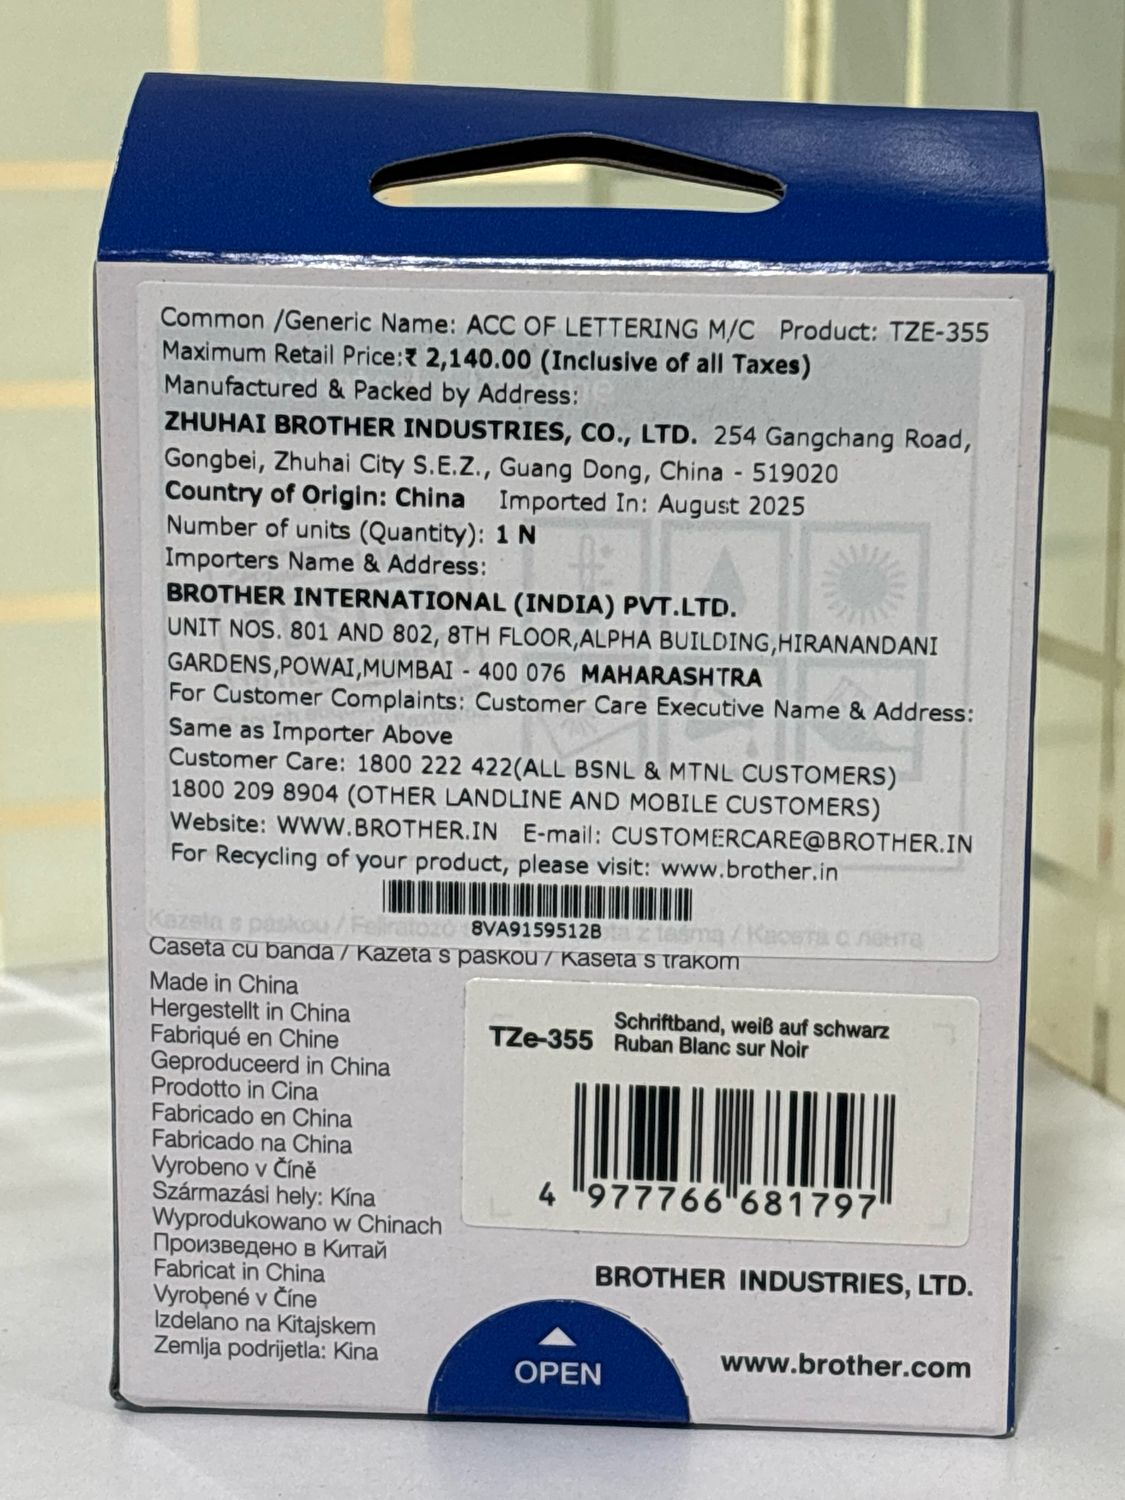 Common /Generic Name: ACC OF LETTERING M/C Product: TZE-355
Maximum Retail Price:₹ 2,140.00 (Inclusive of all Taxes)
Manufactured & Packed by Address:
ZHUHAI BROTHER INDUSTRIES, CO., LTD. 254 Gangchang Road,
Gongbei, Zhuhai City S.E.Z., Guang Dong, China - 519020
Country of Origin: China Imported In: August 2025
Number of units (Quantity): 1 N
Importers Name & Address:
BROTHER INTERNATIONAL (INDIA) PVT.LTD.
UNIT NOS. 801 AND 802, 8TH FLOOR,ALPHA BUILDING,HIRANANDANI
GARDENS,POWAI,MUMBAI - 400 076 MAHARASHTRA
For Customer Complaints: Customer Care Executive Name & Address:
Same as Importer Above
Customer Care: 1800 222 422(ALL BSNL & MTNL CUSTOMERS)
1800 209 8904 (OTHER LANDLINE AND MOBILE CUSTOMERS)
Website: WWW.BROTHER.IN E-mail: CUSTOMERCARE@BROTHER.IN
For Recycling of your product, please visit: www.brother.in
8VA9159512B
Kazeta s páskou / Feliratozó z taśmą / Касета с лента
Caseta cu banda / Kazeta s páskou / Kaseta s trakom
Made in China
Hergestellt in China
Fabriqué en Chine
Geproduceerd in China
Prodotto in Cina
Fabricado en China
Fabricado na China
Vyrobeno v Číně
Származási hely: Kína
Wyprodukowano w Chinach
Произведено в Китай
Fabricat in China
Vyrobené v Číne
Izdelano na Kitajskem
Zemlja podrijetla: Kina
TZe-355
Schriftband, weiß auf schwarz
Ruban Blanc sur Noir
4 977766 681797
BROTHER INDUSTRIES, LTD.
www.brother.com
OPEN